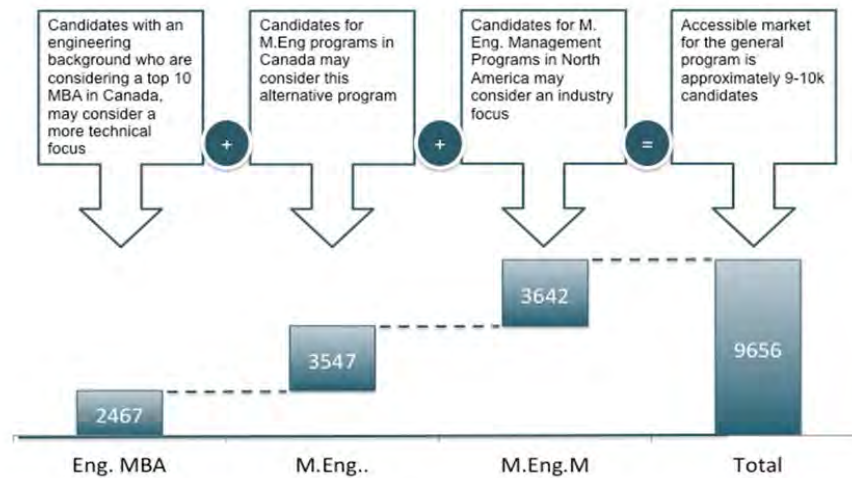 Candidates with an
engineering
background who are
considering a top 10
MBA in Canada,
may consider a
more technical
focus
+
Candidates for
M.Eng programs in
Canada may
consider this
alternative program
+
Candidates for M.
Eng. Management
Programs in North
America may
consider an industry
focus
=
Accessible market
for the general
program is
approximately 9-10k
candidates
2467
3547
3642
9656
Eng. MBA
M.Eng..
M.Eng.M
Total